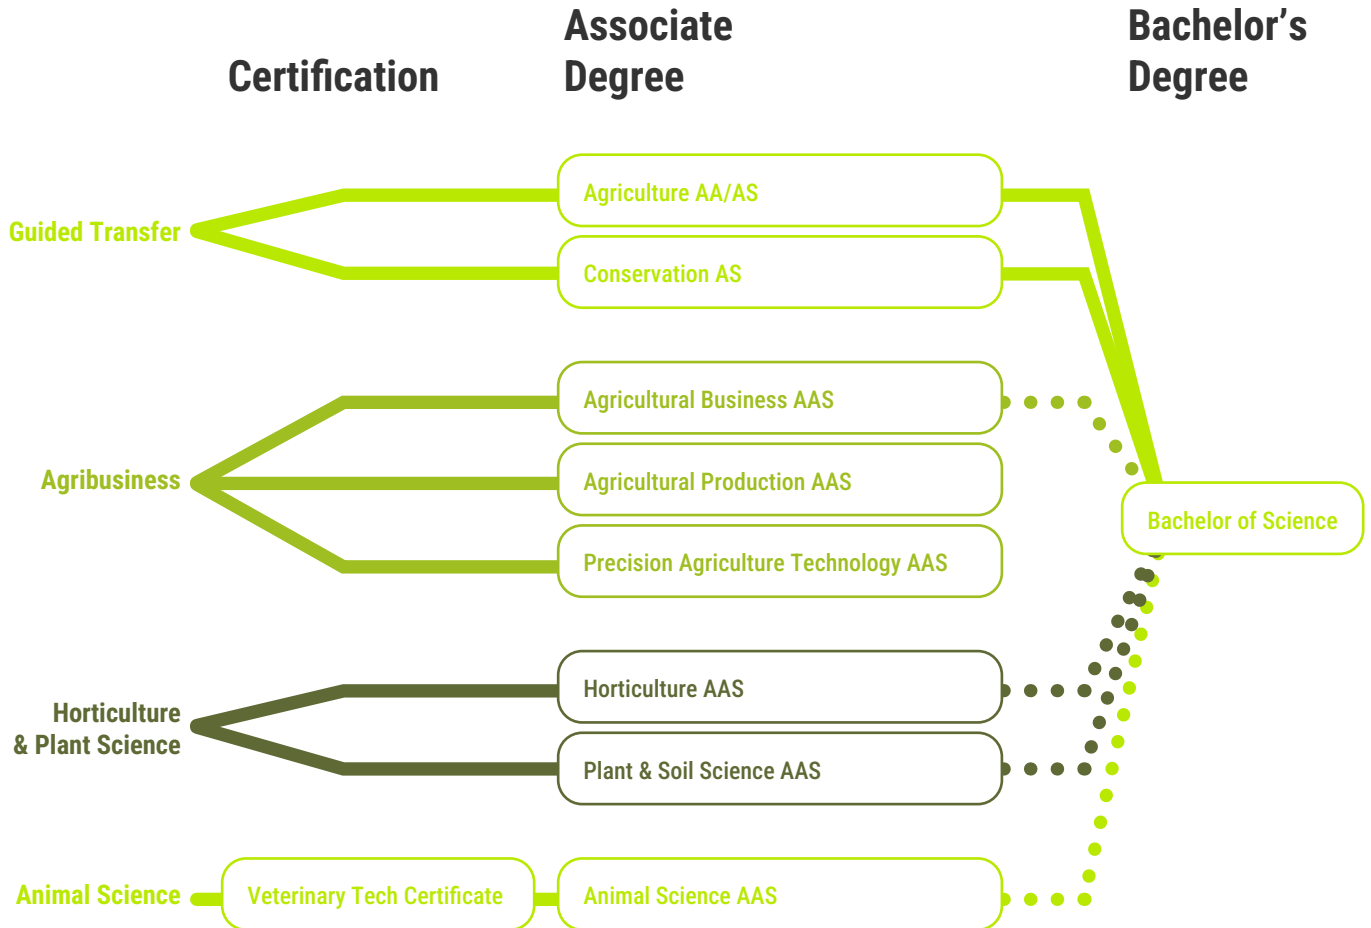 Certification
Associate
Degree
Bachelor’s
Degree
Guided Transfer
Agriculture AA/AS
Conservation AS
Agribusiness
Agricultural Business AAS
Agricultural Production AAS
Precision Agriculture Technology AAS
Bachelor of Science
Horticulture
& Plant Science
Horticulture AAS
Plant & Soil Science AAS
Animal Science
Veterinary Tech Certificate
Animal Science AAS